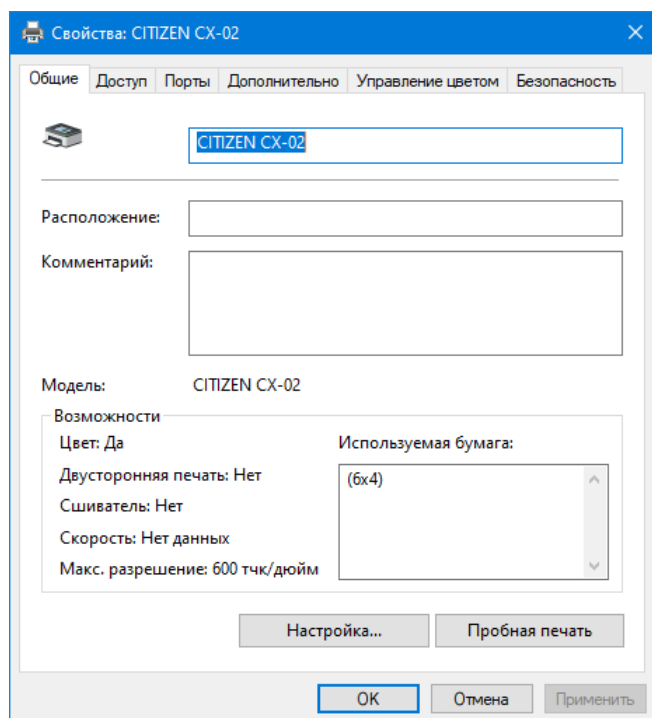 Свойства: CITIZEN CX-02
Общие Доступ Порты Дополнительно Управление цветом Безопасность
CITIZEN CX-02
Расположение:
Комментарий:
Модель: CITIZEN CX-02
Возможности
Цвет: Да Используемая бумага:
Двусторонняя печать: Нет (6x4)
Сшиватель: Нет
Скорость: Нет данных
Макс. разрешение: 600 тчк/дюйм
Настройка... Пробная печать
OK Отмена Применить